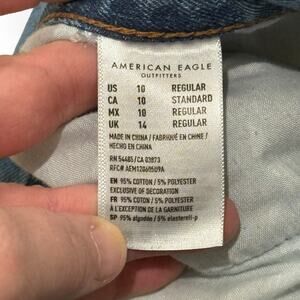 AMERICAN EAGLE
OUTFITTERS
US 10 REGULAR
CA 10 STANDARD
MX 10 REGULAR
UK 14 REGULAR
MADE IN CHINA / FABRIQUÉ EN CHINE /
HECHO EN CHINA
RN 54485/CA 03873
RFC# AEM12060509A
EN 95% COTTON / 5% POLYESTER
EXCLUSIVE OF DECORATION
FR 95% COTON / 5% POLYESTER
À L'EXCEPTION DE LA GARNITURE
SP 95% algodón / 5% elasterell-p